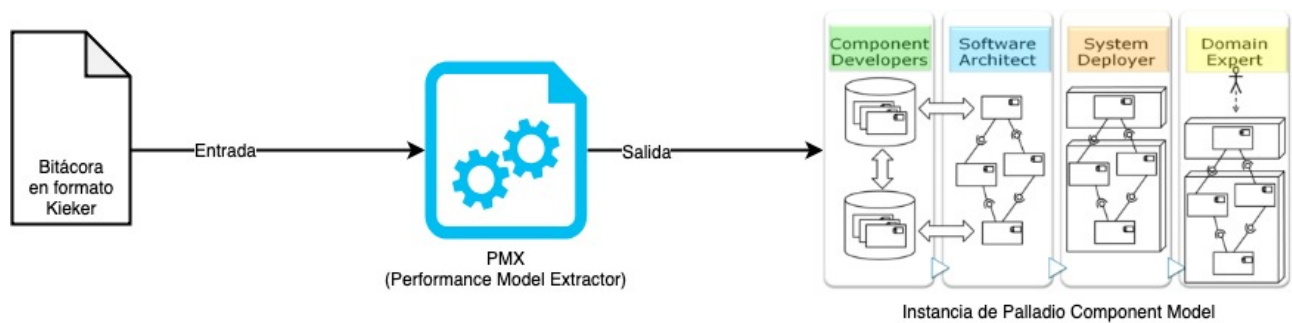 Bitácora
en formato
Kieker
Entrada
PMX
(Performance Model Extractor)
Salida
Component
Developers
Software
Architect
System
Deployer
Domain
Expert
Instancia de Palladio Component Model